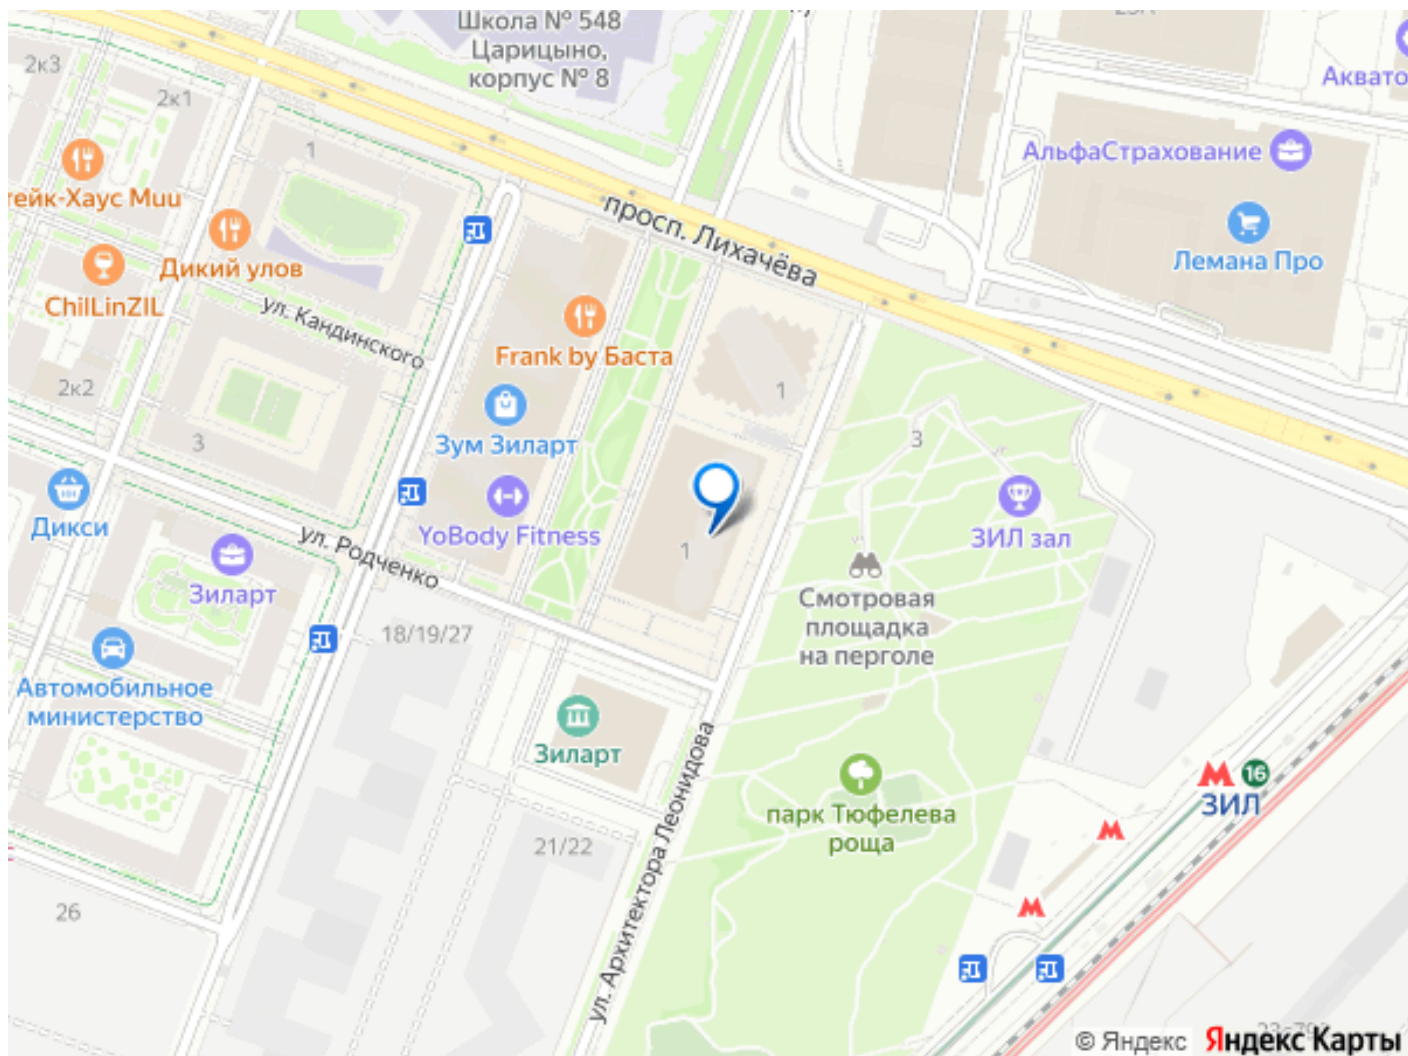 Школа № 548
Царицыно,
корпус № 8
2к3
2к1
1
Аквато
АльфаСтрахование
Лемана Про
тейк-Хаус Muu
Дикий улов
ChilLinZIL
ул. Кандинского
просп. Лихачёва
Frank by Баста
2к2
3
1
3
Зум Зиларт
YoBody Fitness
Дикси
ул. Родченко
1
ЗИЛ зал
Смотровая
площадка
на перголе
Зиларт
18/19/27
Автомобильное
министерство
Зиларт
ул. Архитектора Леонидова
парк Тюфелева
роща
16
ЗИЛ
21/22
26
© Яндекс Яндекс Карты